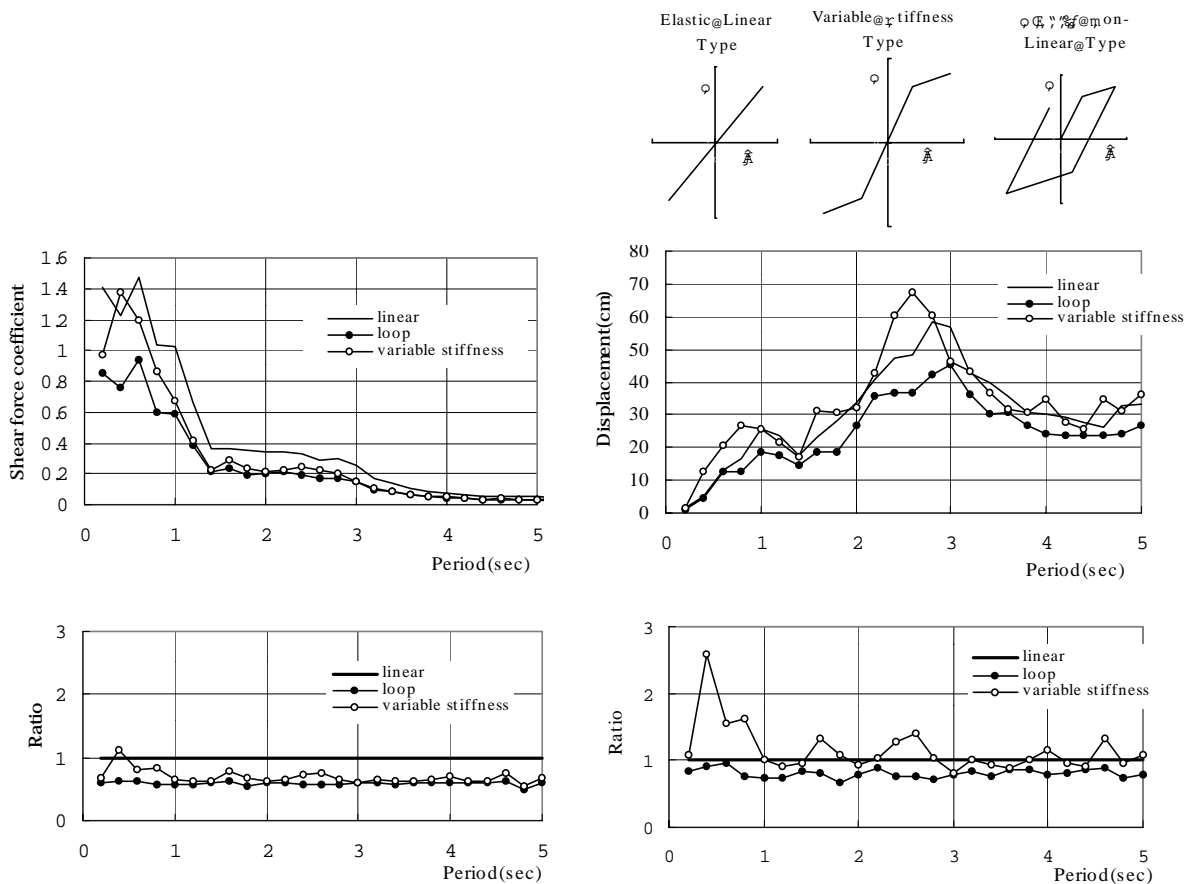 Elastic@Linear
Type
Variable@ tiffness
Type
on-
Linear@Type
Shear force coefficient
1.6
1.4
1.2
1
0.8
0.6
0.4
0.2
0
linear
loop
variable stiffness
0 1 2 3 4 5
Period(sec)
Displacement(cm)
80
70
60
50
40
30
20
10
0
linear
loop
variable stiffness
0 1 2 3 4 5
Period(sec)
Ratio
3
2
1
0
linear
loop
variable stiffness
0 1 2 3 4 5
Period(sec)
Ratio
3
2
1
0
linear
loop
variable stiffness
0 1 2 3 4 5
Period(sec)